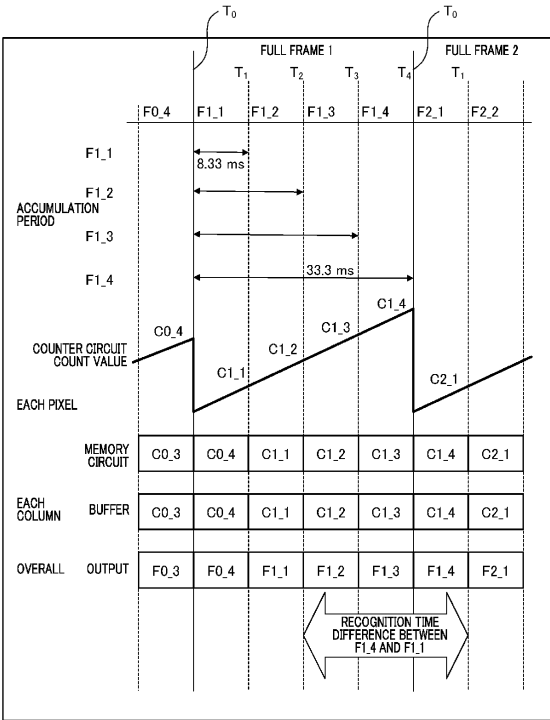 T0 T0
FULL FRAME 1 FULL FRAME 2
T1 T2 T3 T4 T1
F0_4 F1_1 F1_2 F1_3 F1_4 F2_1 F2_2
F1_1
8.33 ms
F1_2
ACCUMULATION
PERIOD
F1_3
F1_4 33.3 ms
C0_4 C1_1 C1_2 C1_3 C1_4 C2_1
COUNTER CIRCUIT
COUNT VALUE
EACH PIXEL
MEMORY
CIRCUIT
C0_3 C0_4 C1_1 C1_2 C1_3 C1_4 C2_1
EACH
COLUMN
BUFFER C0_3 C0_4 C1_1 C1_2 C1_3 C1_4 C2_1
OVERALL OUTPUT F0_3 F0_4 F1_1 F1_2 F1_3 F1_4 F2_1
RECOGNITION TIME
DIFFERENCE BETWEEN
F1_4 AND F1_1